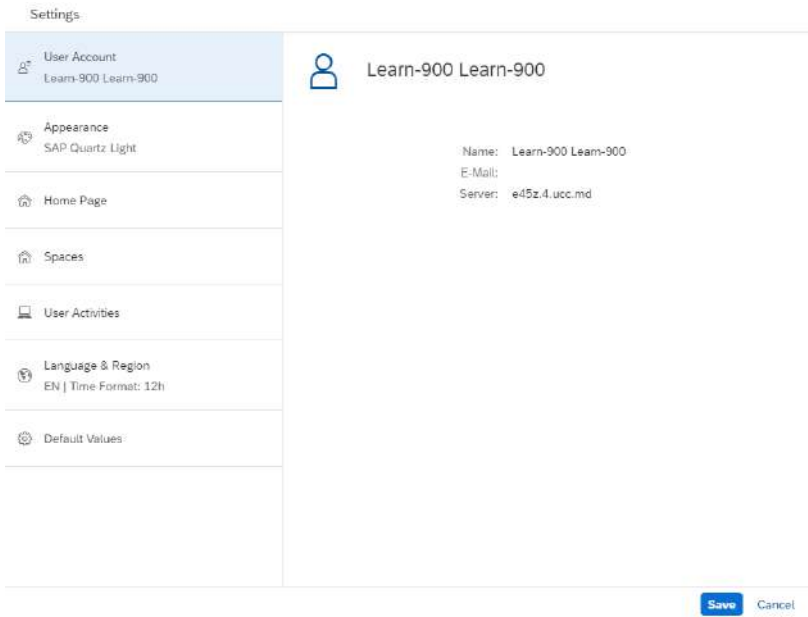 Settings
User Account
Learn-900 Learn-900
Appearance
SAP Quartz Light
Home Page
Spaces
User Activities
Language & Region
EN | Time Format: 12h
Default Values
Learn-900 Learn-900
Name: Learn-900 Learn-900
E-Mail:
Server: e45z.4.ucc.md
Save Cancel